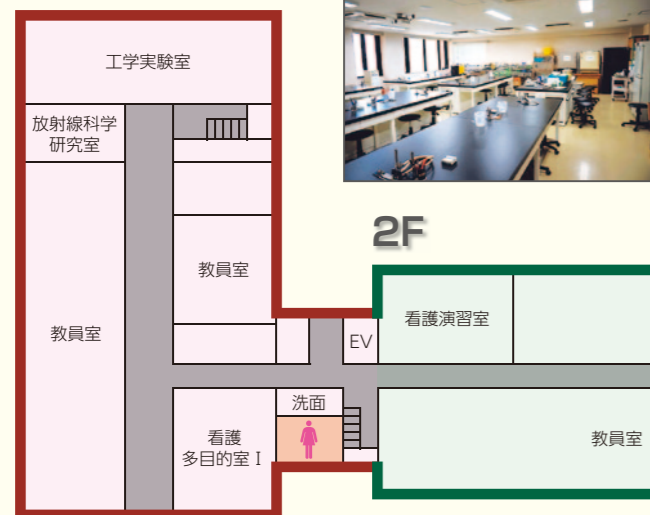 工学実験室
放射線科学
研究室
2F
教員室
看護演習室
教員室
EV
洗面
看護
多目的室 I
教員室